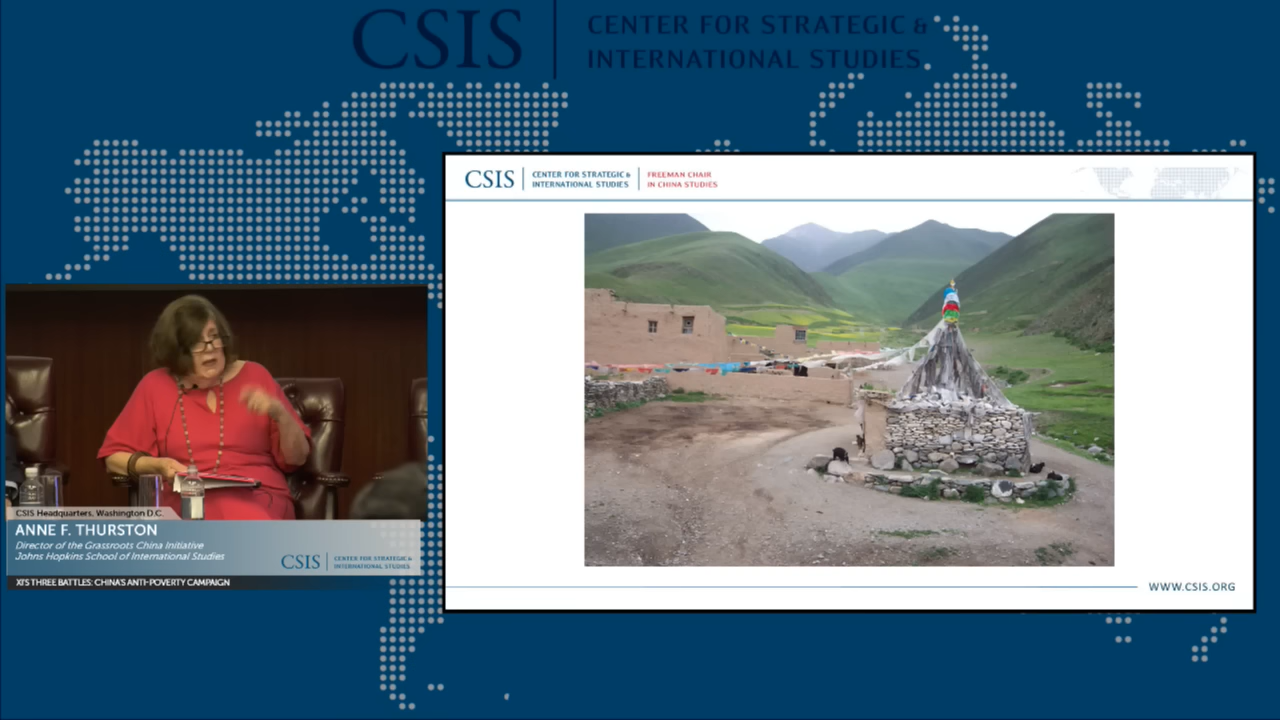 CSIS
CENTER FOR STRATEGIC &
INTERNATIONAL STUDIES
CSIS
CENTER FOR STRATEGIC &
INTERNATIONAL STUDIES
FREEMAN CHAIR
IN CHINA STUDIES
CSIS Headquarters, Washington D.C.
ANNE F. THURSTON
Director of the Grassroots China Initiative
Johns Hopkins School of International Studies
CSIS
CENTER FOR STRATEGIC &
INTERNATIONAL STUDIES
XI'S THREE BATTLES: CHINA'S ANTI-POVERTY CAMPAIGN
WWW.CSIS.ORG